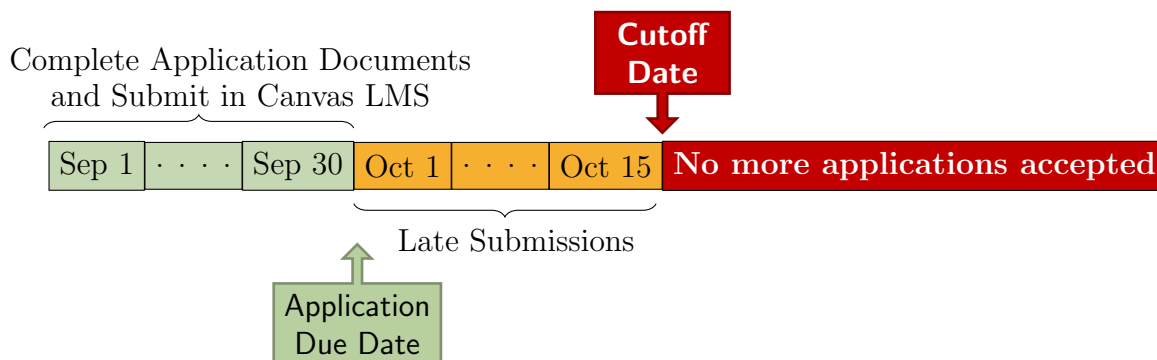 Cutoff
Date
Complete Application Documents
and Submit in Canvas LMS
Sep 1 . . . . Sep 30 Oct 1 . . . . Oct 15 No more applications accepted
Late Submissions
Application
Due Date